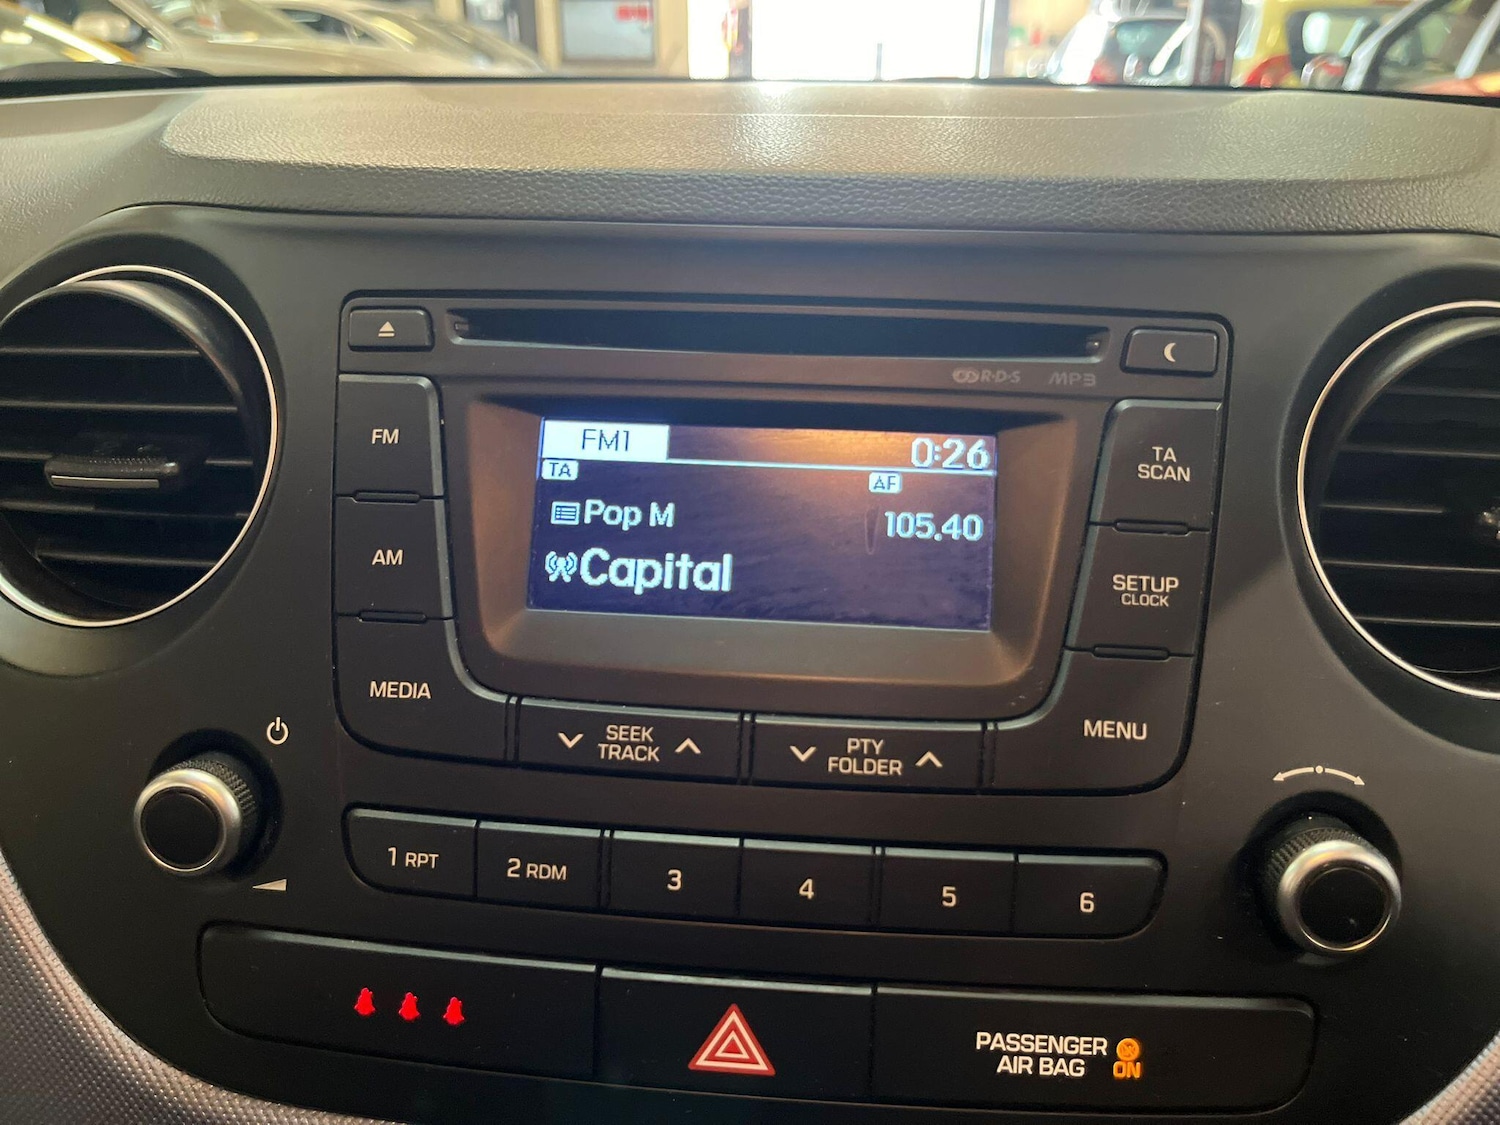 R·D·S MP3
FM
AM
MEDIA
FM1 0:26
TA AF
Pop M 105.40
Capital
TA
SCAN
SETUP
CLOCK
MENU
SEEK
TRACK
PTY
FOLDER
1 RPT 2 RDM 3 4 5 6
PASSENGER
AIR BAG ON